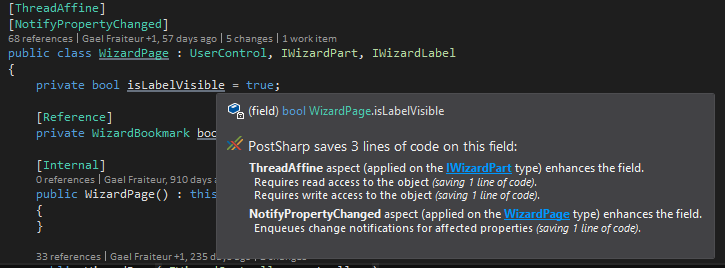 [ThreadAffine]
[NotifyPropertyChanged]
68 references | Gael Fraiteur +1, 57 days ago | 5 authors, 5 changes | 1 work item
public class WizardPage : UserControl, IWizardPart, IWizardLabel
{
private bool isLabelVisible = true;
(field) bool WizardPage.isLabelVisible
[Reference]
private WizardBookmark boo
PostSharp saves 3 lines of code on this field:
ThreadAffine aspect (applied on the IWizardPart type) enhances the field.
Requires read access to the object (saving 1 line of code).
Requires write access to the object (saving 1 line of code).
NotifyPropertyChanged aspect (applied on the WizardPage type) enhances the field.
Enqueues change notifications for affected properties (saving 1 line of code).
[Internal]
0 references | Gael Fraiteur, 910 d
public WizardPage() : this
{
}
33 references | Gael Fraiteur +1, 235 days ago